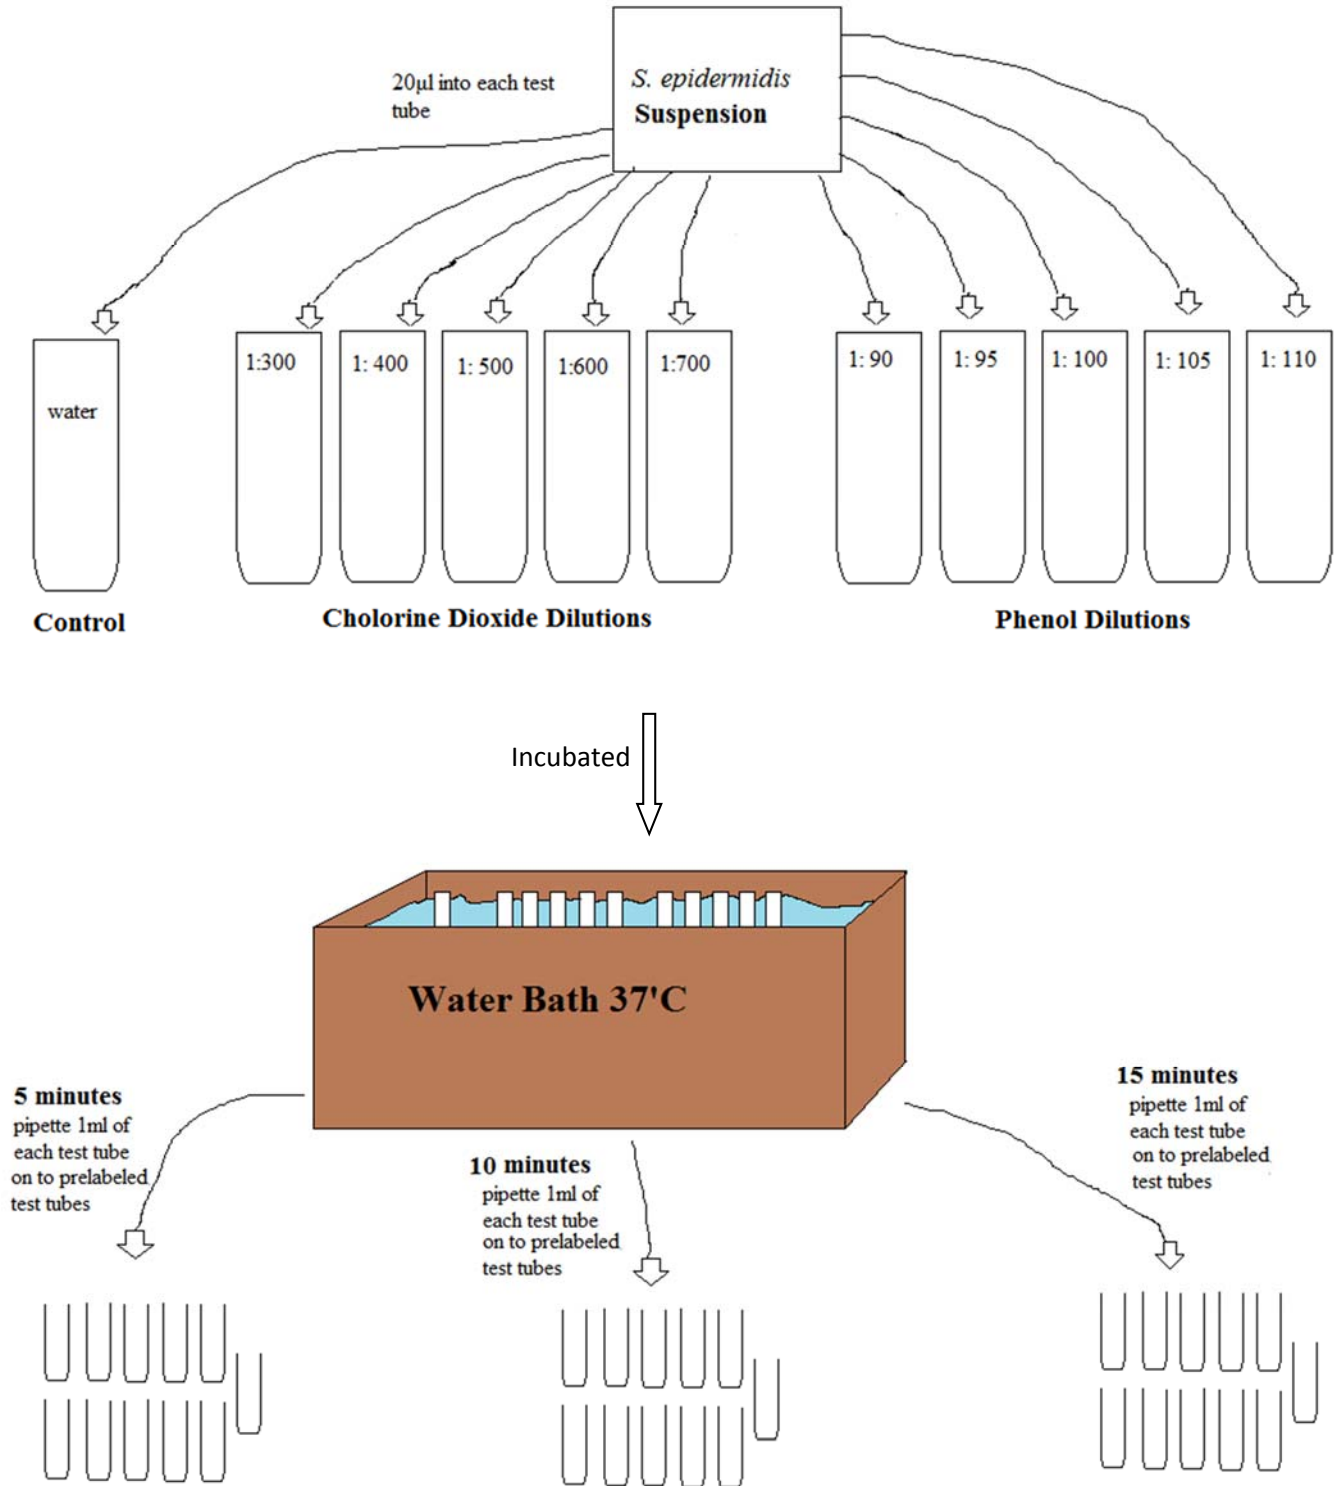 20µl into each test
tube
S. epidermidis
Suspension
water
1:300
1: 400
1: 500
1:600
1:700
1: 90
1: 95
1: 100
1: 105
1: 110
Control
Cholorine Dioxide Dilutions
Phenol Dilutions
Incubated
Water Bath 37'C
5 minutes
pipette 1ml of
each test tube
on to prelabeled
test tubes
10 minutes
pipette 1ml of
each test tube
on to prelabeled
test tubes
15 minutes
pipette 1ml of
each test tube
on to prelabeled
test tubes